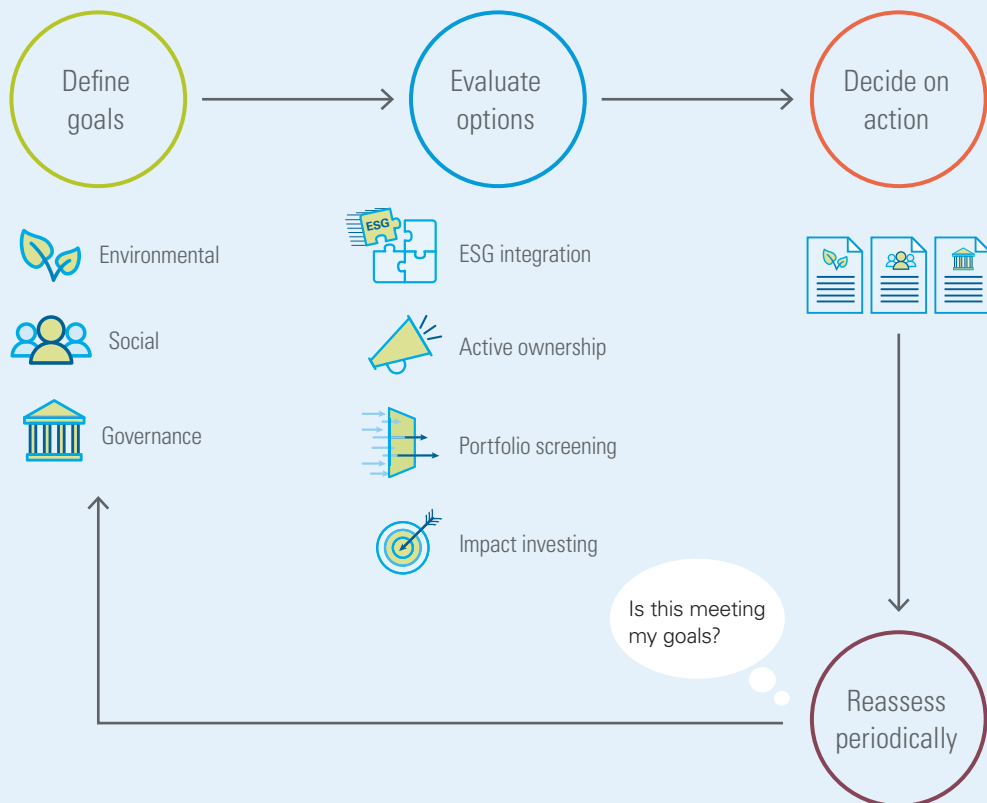 Define
goals
Evaluate
options
Decide on
action
Environmental
Social
Governance
ESG
ESG integration
Active ownership
Portfolio screening
Impact investing
Is this meeting
my goals?
Reassess
periodically